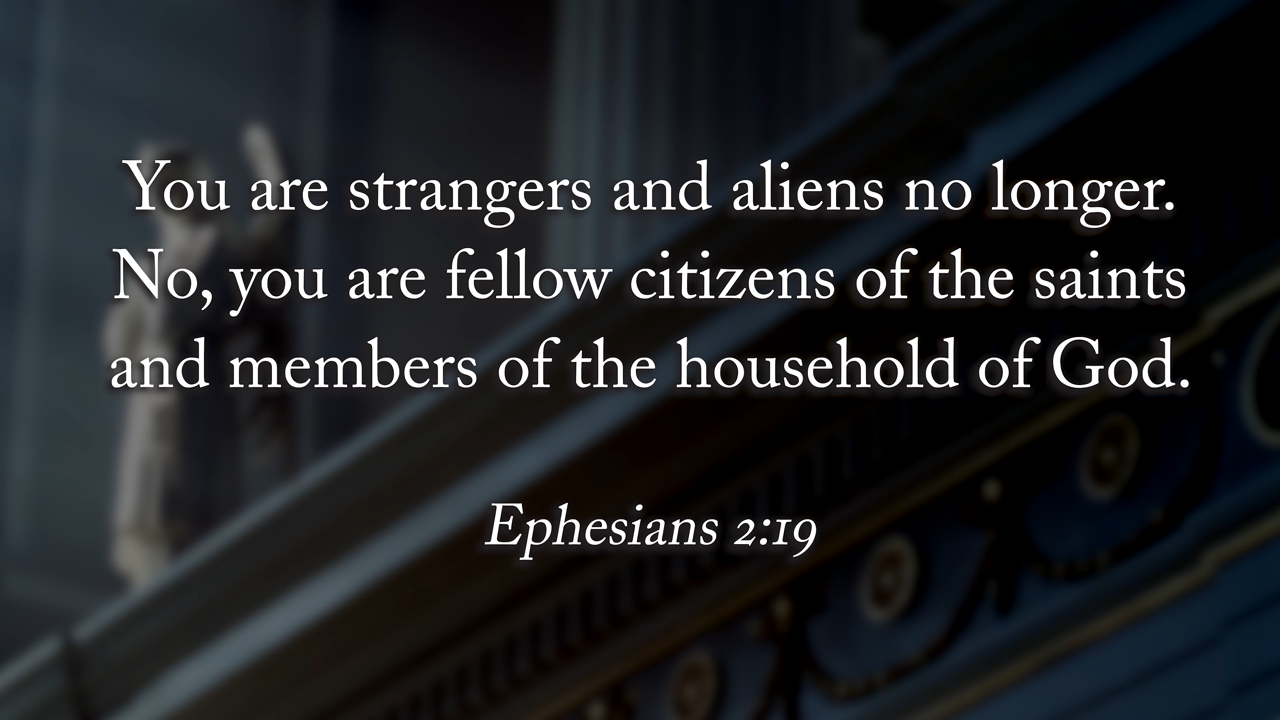 You are strangers and aliens no longer.
No, you are fellow citizens of the saints
and members of the household of God.
Ephesians 2:19